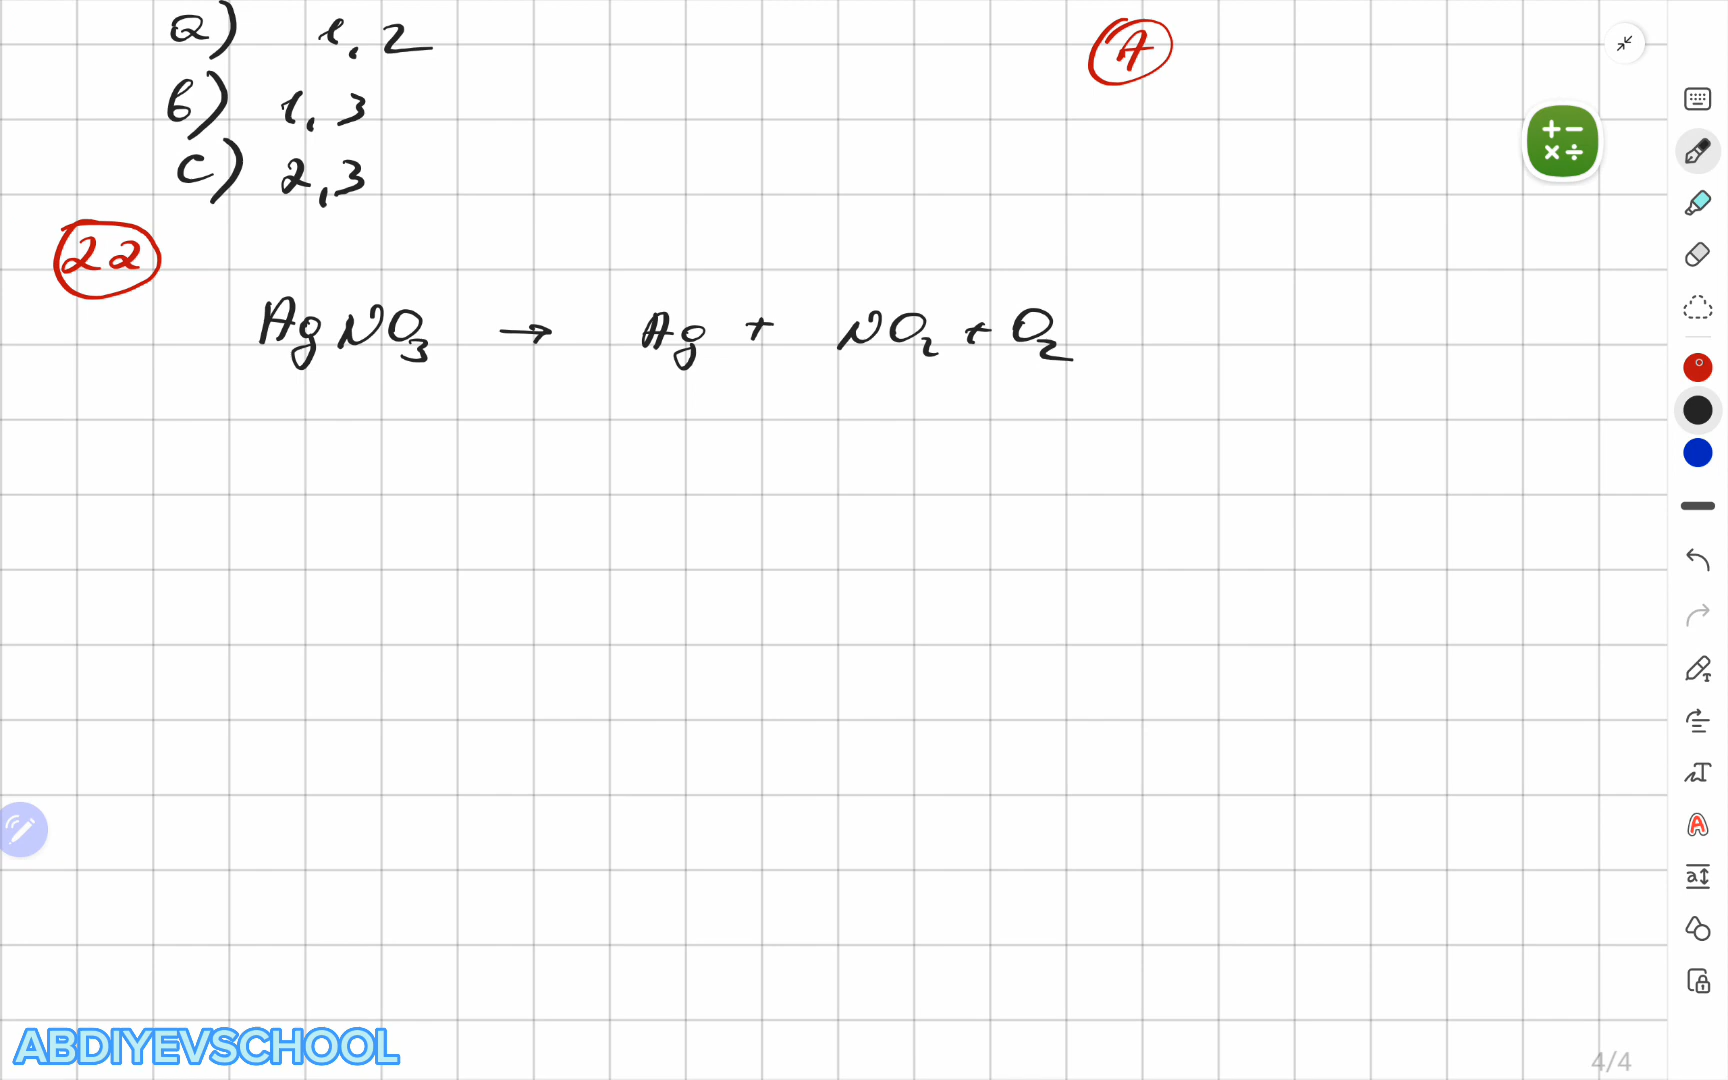 a) 1, 2
A
b) 1, 3
c) 2, 3
22
AgNO₃ → Ag + NO₂ + O₂
ABDIYEVSCHOOL
4/4